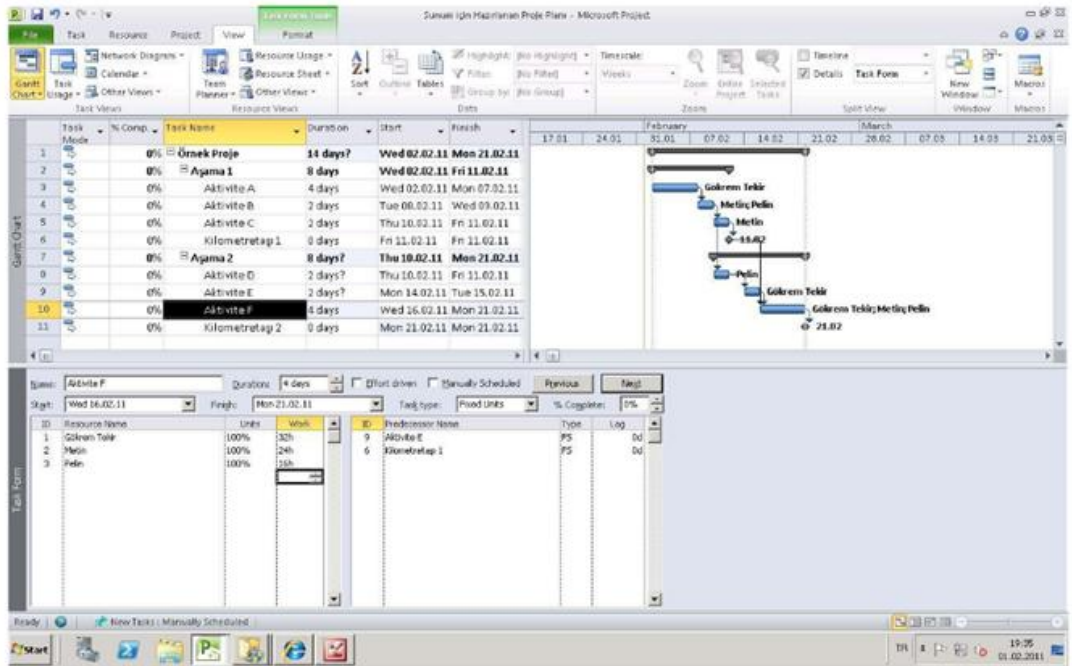 Task Form Tools
Sunum İçin Hazırlanan Proje Planı - Microsoft Project
File Task Resource Project View Format
Gantt Chart
Task Usage
Network Diagram
Calendar
Other Views
Task Views
Team Planner
Resource Usage
Resource Sheet
Other Views
Resource Views
Sort
Outline
Tables
Highlight: [No Highlight]
Filter: [No Filter]
Group by: [No Group]
Data
Timescale:
Weeks
Zoom
Entire Project
Selected Tasks
Zoom
Timeline
Details Task Form
Split View
New Window
Window
Macros
Macros
Task Mode % Comp. Task Name Duration Start Finish
1 0% Örnek Proje 14 days? Wed 02.02.11 Mon 21.02.11
2 0% Aşama 1 8 days Wed 02.02.11 Fri 11.02.11
3 0% Aktivite A 4 days Wed 02.02.11 Mon 07.02.11
4 0% Aktivite B 2 days Tue 08.02.11 Wed 09.02.11
5 0% Aktivite C 2 days Thu 10.02.11 Fri 11.02.11
6 0% Kilometretaşı 1 0 days Fri 11.02.11 Fri 11.02.11
7 0% Aşama 2 8 days? Thu 10.02.11 Mon 21.02.11
8 0% Aktivite D 2 days? Thu 10.02.11 Fri 11.02.11
9 0% Aktivite E 2 days? Mon 14.02.11 Tue 15.02.11
10 0% Aktivite F 4 days Wed 16.02.11 Mon 21.02.11
11 0% Kilometretaşı 2 0 days Mon 21.02.11 Mon 21.02.11
Gantt Chart
February March
17.01 24.01 31.01 07.02 14.02 21.02 28.02 07.03 14.03 21.03
Gökrem Tekir
Metin; Pelin
Metin
11.02
Pelin
Gökrem Tekir
Gökrem Tekir; Metin; Pelin
21.02
Name: Aktivite F Duration: 4 days Effort driven Manually Scheduled Previous Next
Start: Wed 16.02.11 Finish: Mon 21.02.11 Task type: Fixed Units % Complete: 0%
ID Resource Name Units Work
1 Gökrem Tekir 100% 32h
2 Metin 100% 24h
3 Pelin 100% 16h
ID Predecessor Name Type Lag
9 Aktivite E FS 0d
6 Kilometretaşı 1 FS 0d
Task Form
Ready New Tasks : Manually Scheduled
Start
TR
19:35
01.02.2011